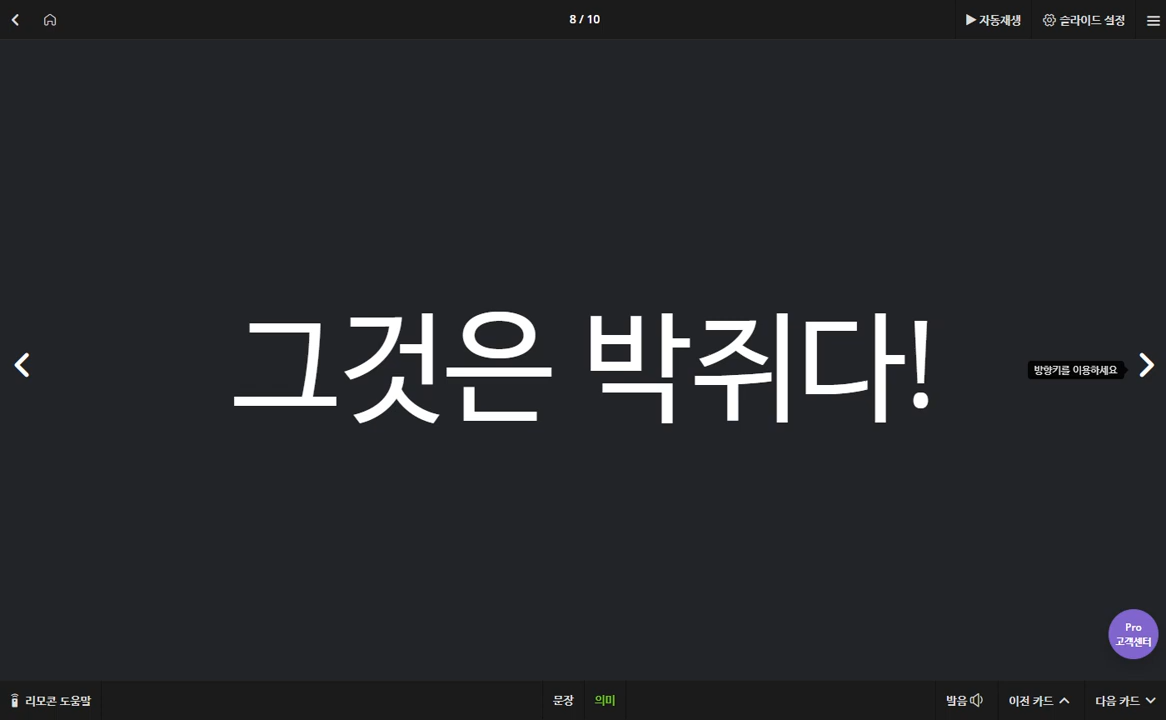 8 / 10
자동재생
슬라이드 설정
그것은 박쥐다!
방향키를 이용하세요
Pro
고객센터
리모콘 도움말
문장
의미
발음
이전 카드
다음 카드